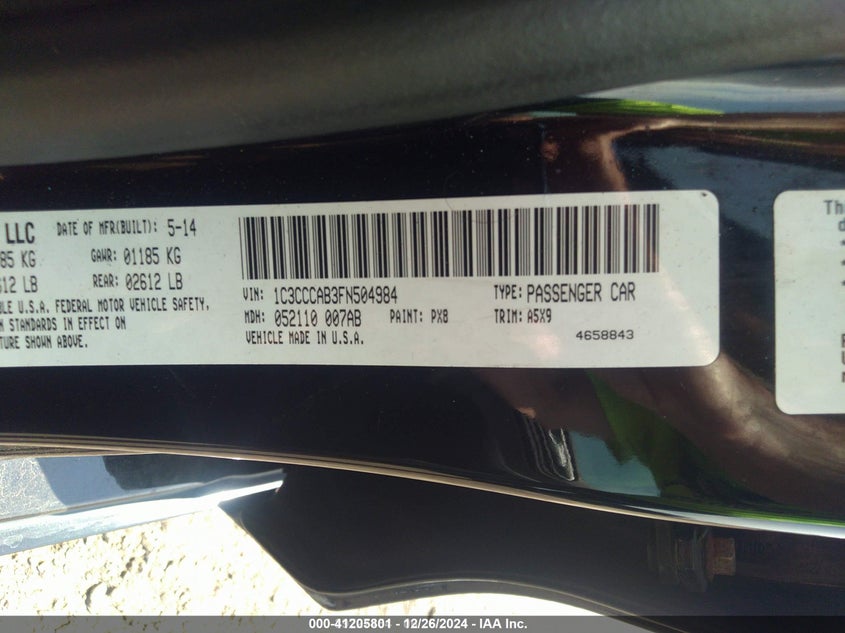 LLC DATE OF MFR(BUILT): 5-14
85 KG GAWR: 01185 KG
612 LB REAR: 02612 LB
BLE U.S.A. FEDERAL MOTOR VEHICLE SAFETY,
N STANDARDS IN EFFECT ON
TURE SHOWN ABOVE.
VIN: 1C3CCCAB3FN504984 TYPE: PASSENGER CAR
MDH: 052110 007AB PAINT: PX8 TRIM: A5X9
VEHICLE MADE IN U.S.A. 4658843
Thi
d
000-41205801 - 12/26/2024 - IAA Inc.